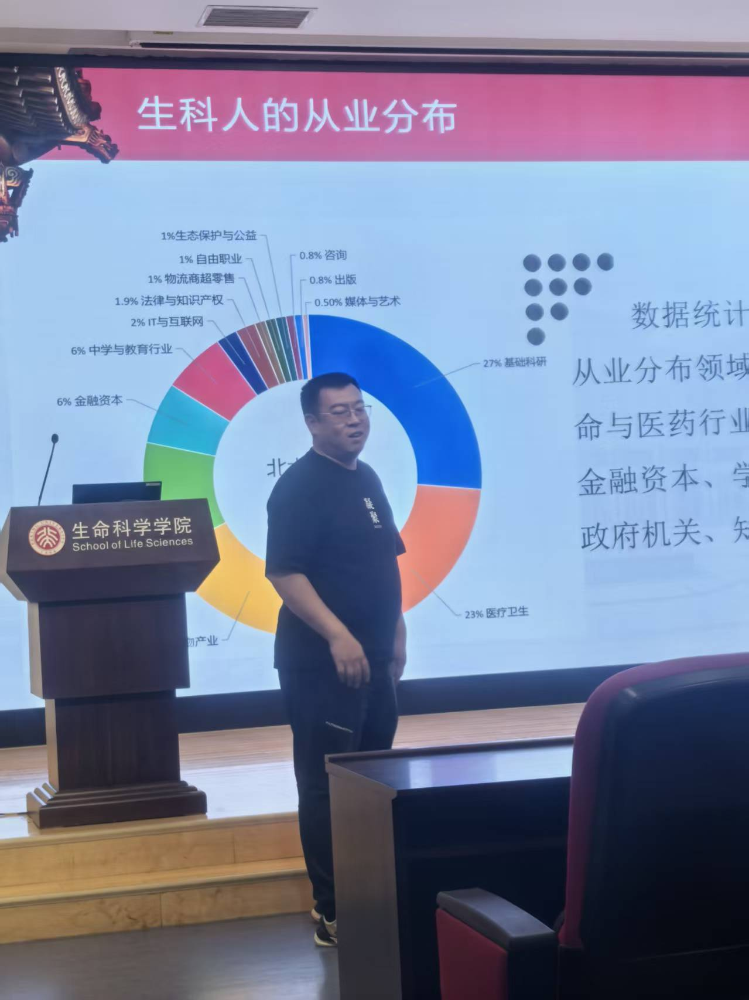 生科人的从业分布
1%生态保护与公益
1% 自由职业
1% 物流商超零售
1.9% 法律与知识产权
2% IT与互联网
6% 中学与教育行业
6% 金融资本
0.8% 咨询
0.8% 出版
0.50% 媒体与艺术
27% 基础科研
23% 医疗卫生
产业
北
数据统计
从业分布领域
命与医药行业
金融资本、学
政府机关、知
凝聚
生命科学学院
School of Life Sciences